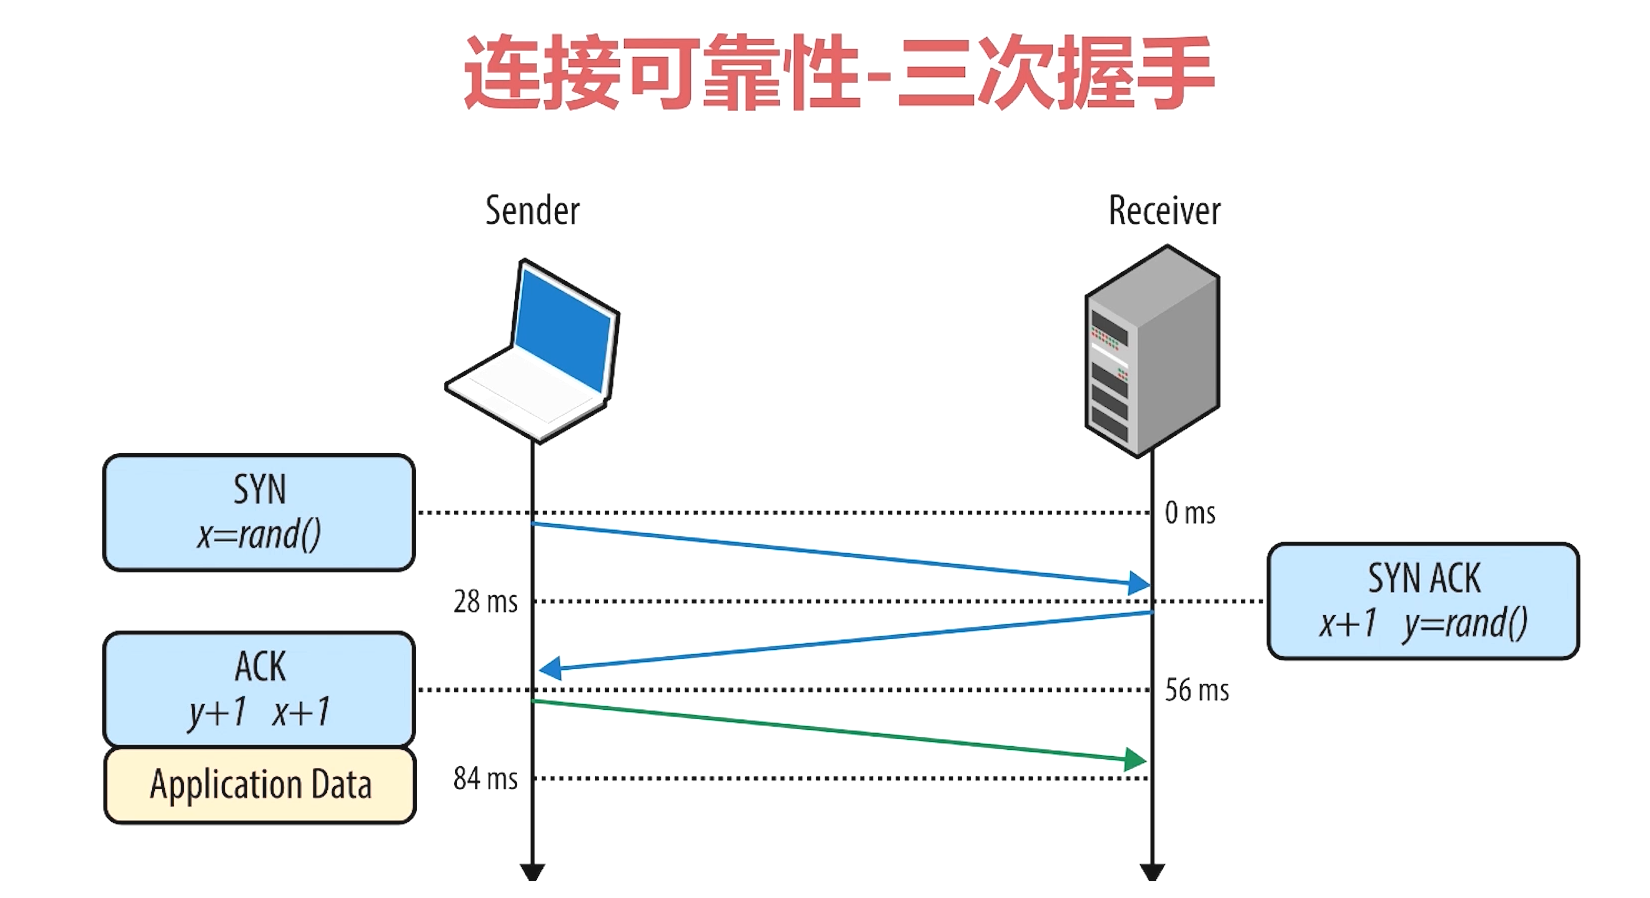 连接可靠性-三次握手
Sender
Receiver
SYN
x=rand()
0 ms
28 ms
SYN ACK
x+1 y=rand()
ACK
y+1 x+1
56 ms
Application Data
84 ms